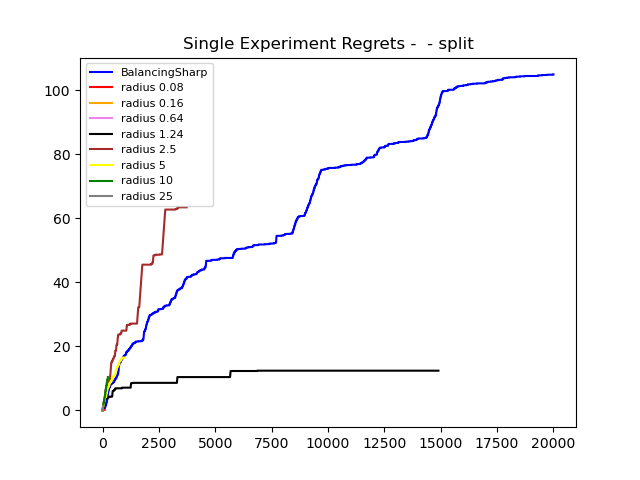 Single Experiment Regrets -  - split
BalancingSharp
radius 0.08
radius 0.16
radius 0.64
radius 1.24
radius 2.5
radius 5
radius 10
radius 25
100
80
60
40
20
0
0 2500 5000 7500 10000 12500 15000 17500 20000